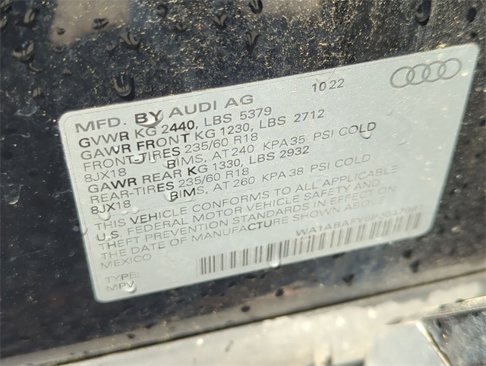 10 22
MFD. BY AUDI AG
GVWR KG 2440, LBS 5379
GAWR FRONT KG 1230, LBS 2712
FRONT-TIRES 235/60 R18
8JX18 RIMS, AT 240 KPA 35 PSI COLD
GAWR REAR KG 1330, LBS 2932
REAR-TIRES 235/60 R18
8JX18 RIMS, AT 260 KPA 38 PSI COLD
THIS VEHICLE CONFORMS TO ALL APPLICABLE
U.S. FEDERAL MOTOR VEHICLE SAFETY AND
THEFT PREVENTION STANDARDS IN EFFECT ON
THE DATE OF MANUFACTURE SHOWN ABOVE.
MEXICO
TYPE:
MPV